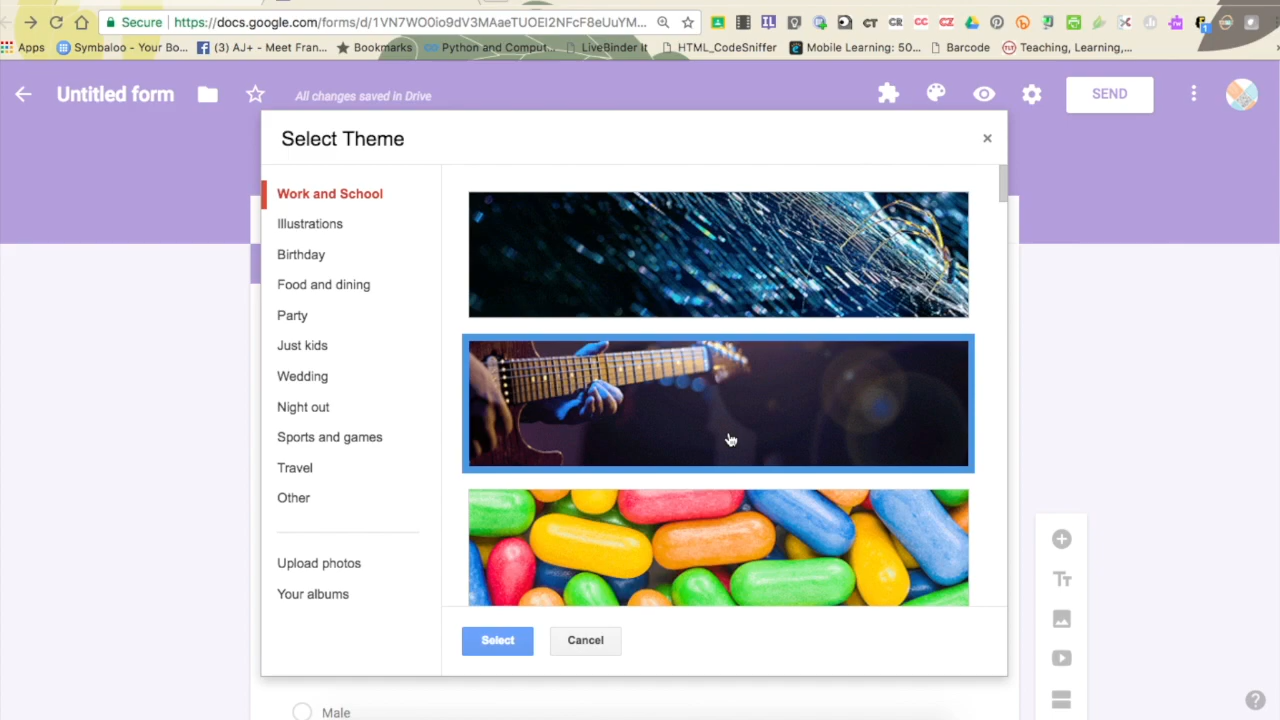 Secure https://docs.google.com/forms/d/1VN7WO0io9dV3MAaeTUOEl2NFcF8eUuYM...
Apps Symbaloo - Your Bo... (3) AJ+ - Meet Fran... Bookmarks Python and Comput... LiveBinder It HTML_CodeSniffer Mobile Learning: 50... Barcode Teaching, Learning,...
Untitled form All changes saved in Drive SEND
Select Theme
Work and School
Illustrations
Birthday
Food and dining
Party
Just kids
Wedding
Night out
Sports and games
Travel
Other
Upload photos
Your albums
Select Cancel
Male